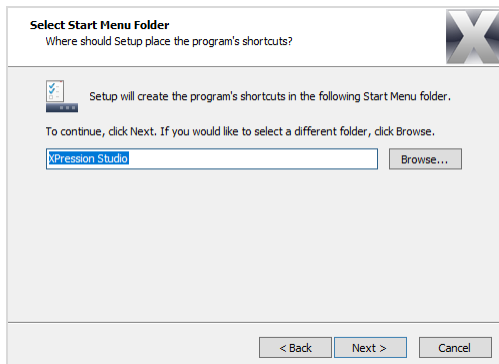 Select Start Menu Folder
Where should Setup place the program's shortcuts?
X
Setup will create the program's shortcuts in the following Start Menu folder.
To continue, click Next. If you would like to select a different folder, click Browse.
XPression Studio
Browse...
< Back
Next >
Cancel